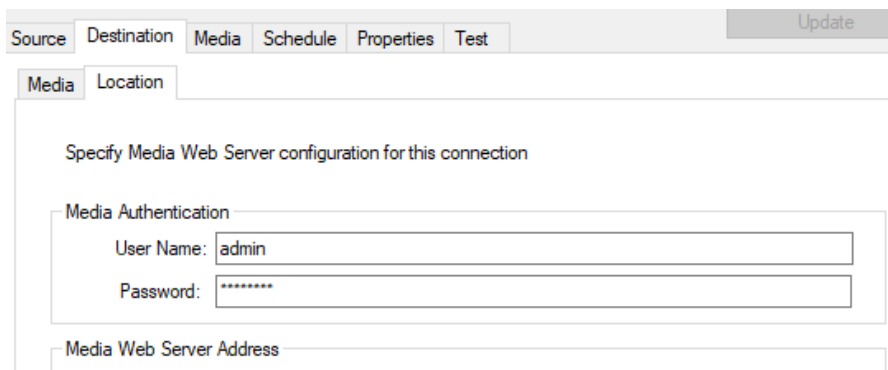 Update
Source Destination Media Schedule Properties Test
Media Location
Specify Media Web Server configuration for this connection
Media Authentication
User Name: admin
Password: ********
Media Web Server Address